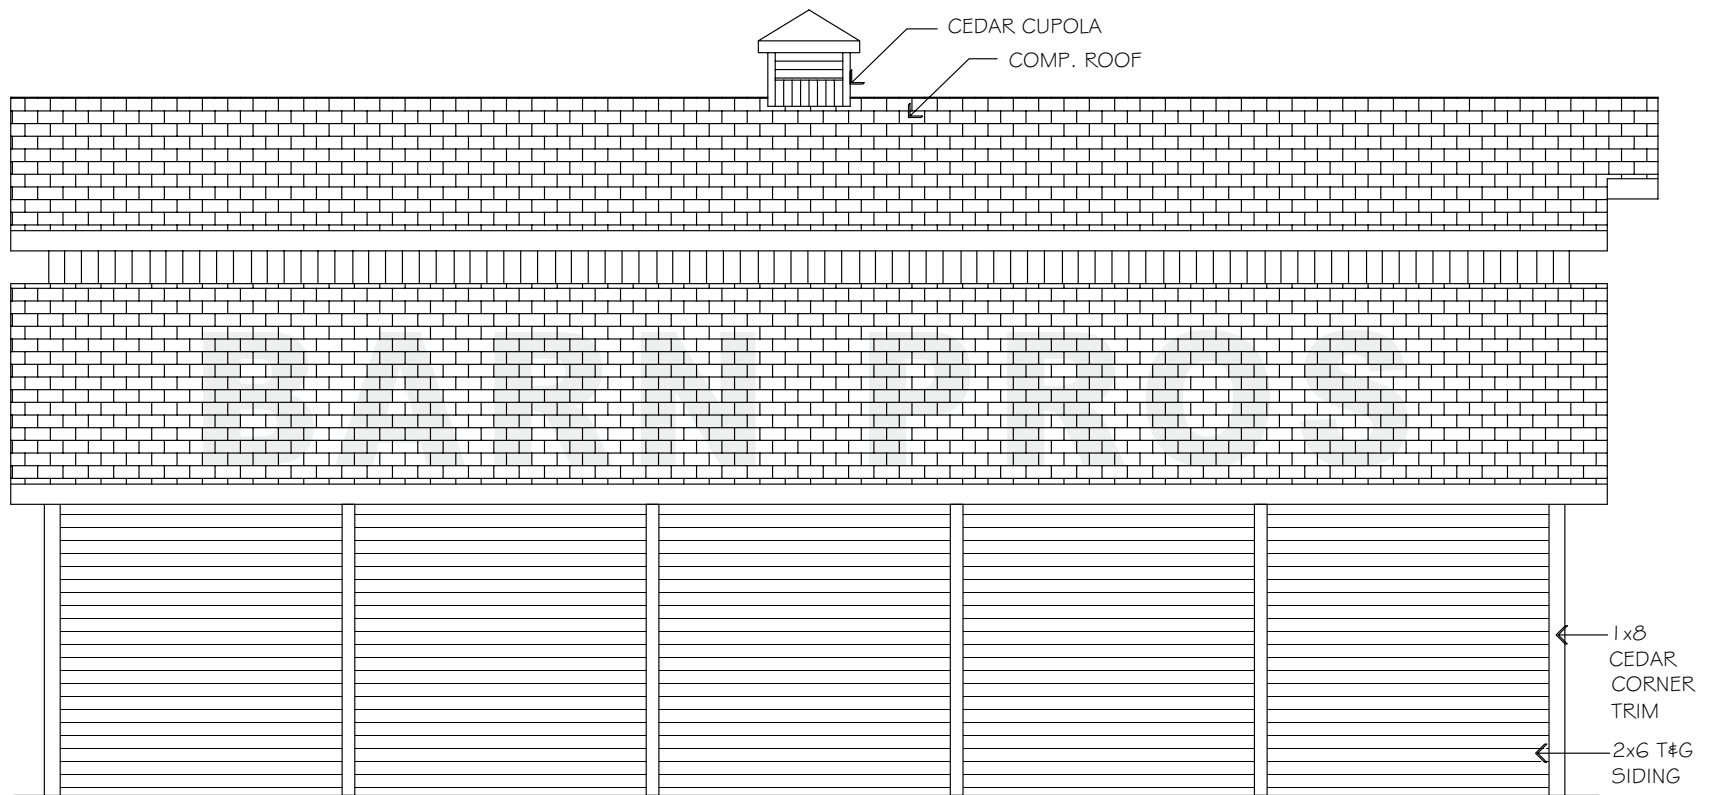 CEDAR CUPOLA
COMP. ROOF
BARN PROS
1x8
CEDAR
CORNER
TRIM
2x6 T&G
SIDING